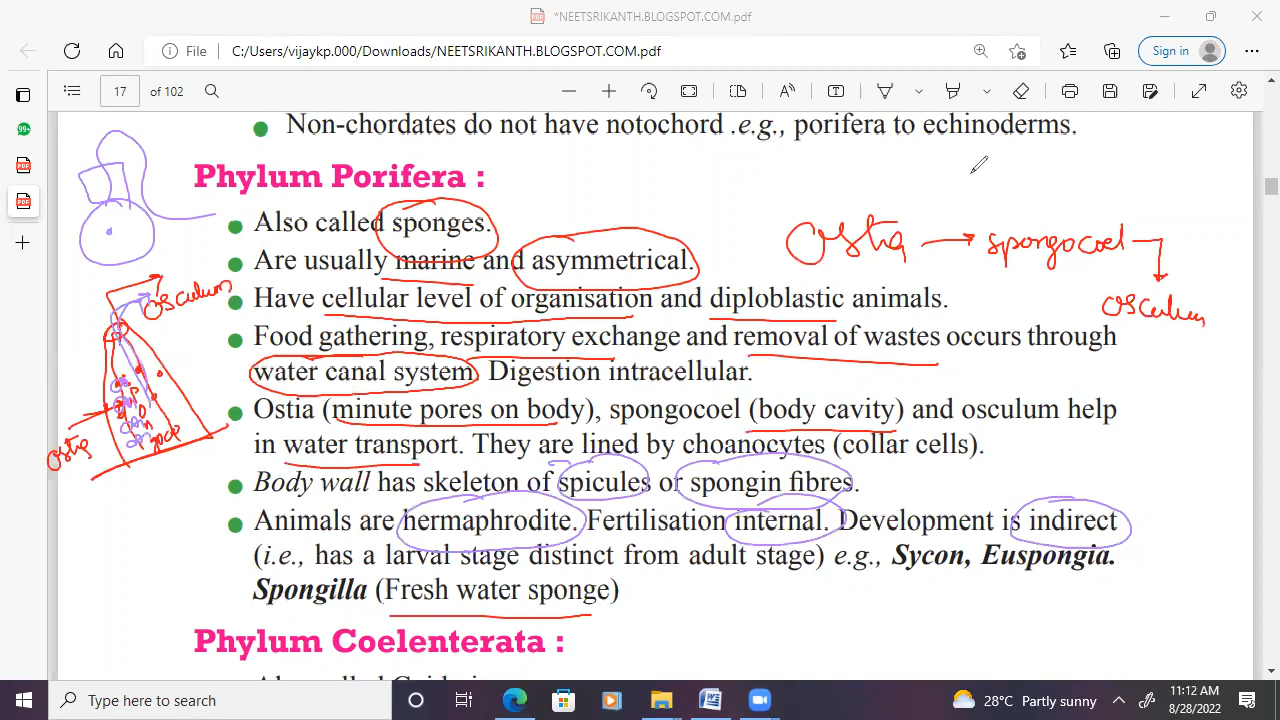 *NEETSRIKANTH.BLOGSPOT.COM.pdf
File C:/Users/vijaykp.000/Downloads/NEETSRIKANTH.BLOGSPOT.COM.pdf
Sign in
17 of 102
99+
Non-chordates do not have notochord .e.g., porifera to echinoderms.
Phylum Porifera :
Also called sponges.
Are usually marine and asymmetrical.
Ostia → spongocoel
Osculum
Have cellular level of organisation and diploblastic animals.
Osculum
Food gathering, respiratory exchange and removal of wastes occurs through
water canal system. Digestion intracellular.
Ostia (minute pores on body), spongocoel (body cavity) and osculum help
in water transport. They are lined by choanocytes (collar cells).
Ostia
Body wall has skeleton of spicules or spongin fibres.
Animals are hermaphrodite. Fertilisation internal. Development is indirect
(i.e., has a larval stage distinct from adult stage) e.g., Sycon, Euspongia.
Spongilla (Fresh water sponge)
Phylum Coelenterata :
Type here to search
28°C Partly sunny
11:12 AM
8/28/2022